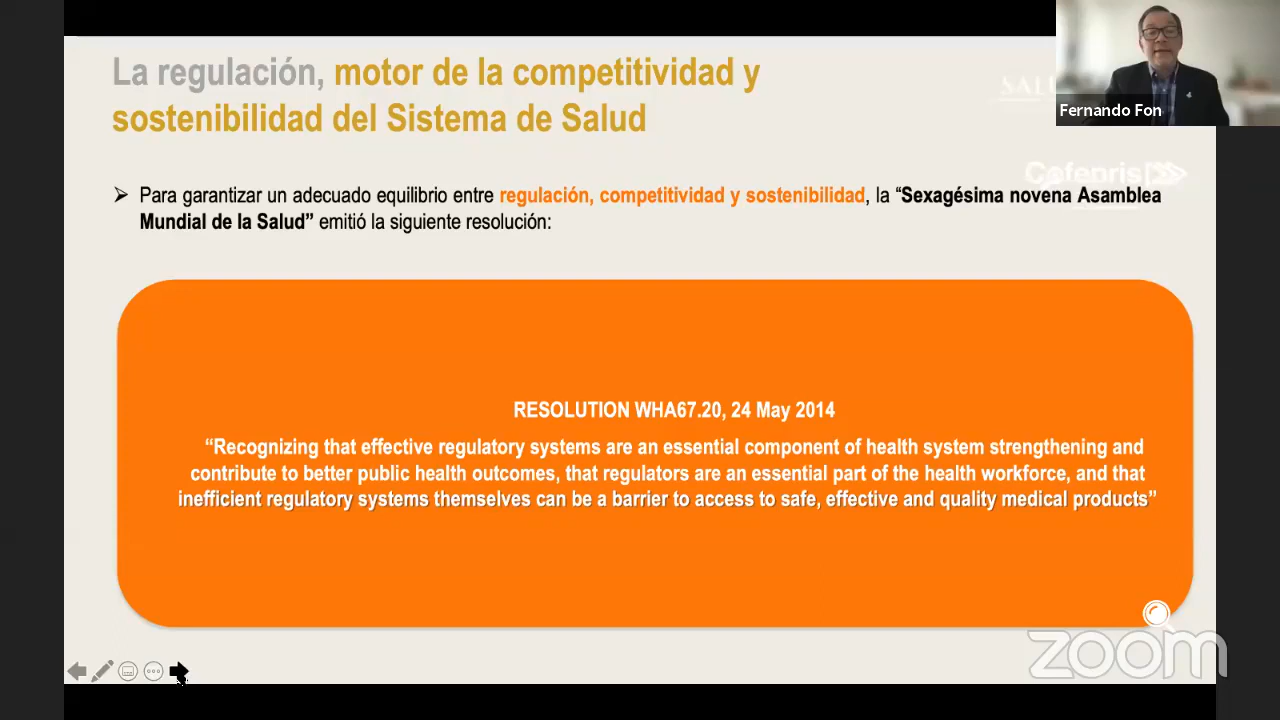 La regulación, motor de la competitividad y
sostenibilidad del Sistema de Salud
SALU
Fernando Fon
Cofepris
➢ Para garantizar un adecuado equilibrio entre regulación, competitividad y sostenibilidad, la “Sexagésima novena Asamblea
Mundial de la Salud” emitió la siguiente resolución:
RESOLUTION WHA67.20, 24 May 2014
“Recognizing that effective regulatory systems are an essential component of health system strengthening and
contribute to better public health outcomes, that regulators are an essential part of the health workforce, and that
inefficient regulatory systems themselves can be a barrier to access to safe, effective and quality medical products”
zoom